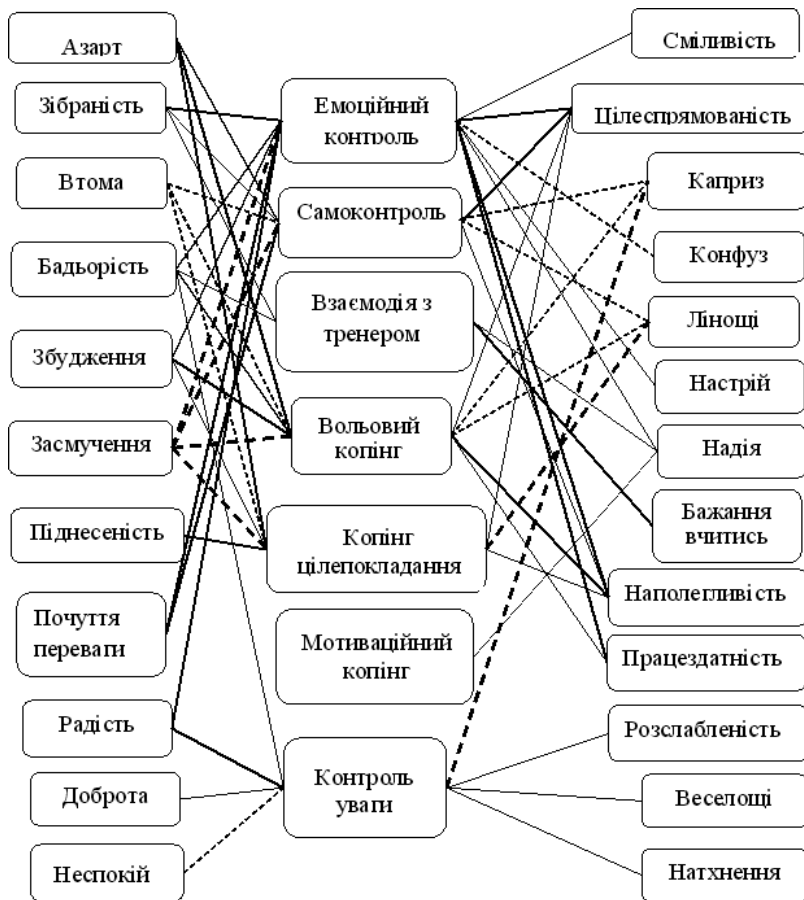 Азарт
Зібраність
Втома
Бадьорість
Збудження
Засмучення
Піднесеність
Почуття
переваги
Радість
Доброта
Неспокій
Емоційний
контроль
Самоконтроль
Взаємодія з
тренером
Вольовий
копінг
Копінг
цілепокладання
Мотиваційний
копінг
Контроль
уваги
Сміливість
Цілеспрямованість
Каприз
Конфуз
Лінощі
Настрій
Надія
Бажання
вчитись
Наполегливість
Працездатність
Розслабленість
Веселощі
Натхнення